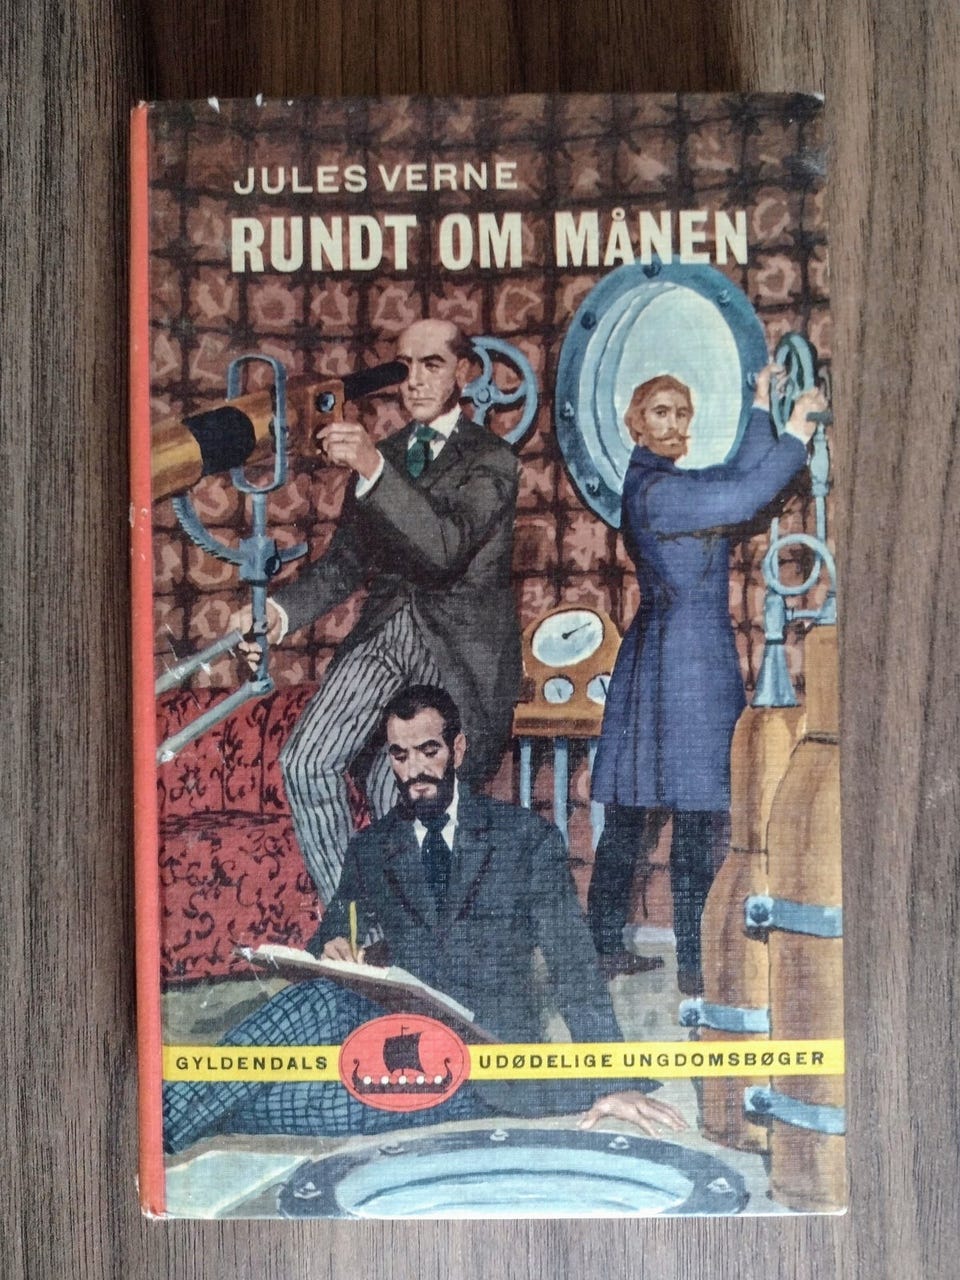 JULES VERNE
RUNDT OM MÅNEN
GYLDENDALS UDØDELIGE UNGDOMSBØGER